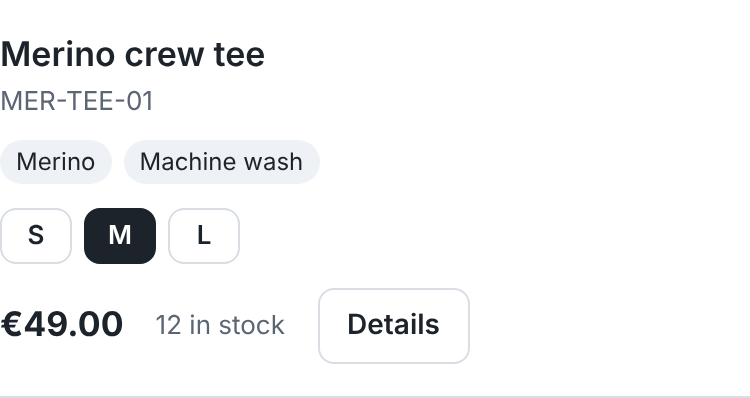 Merino crew tee
MER-TEE-01
Merino Machine wash
S M L
€49.00 12 in stock Details